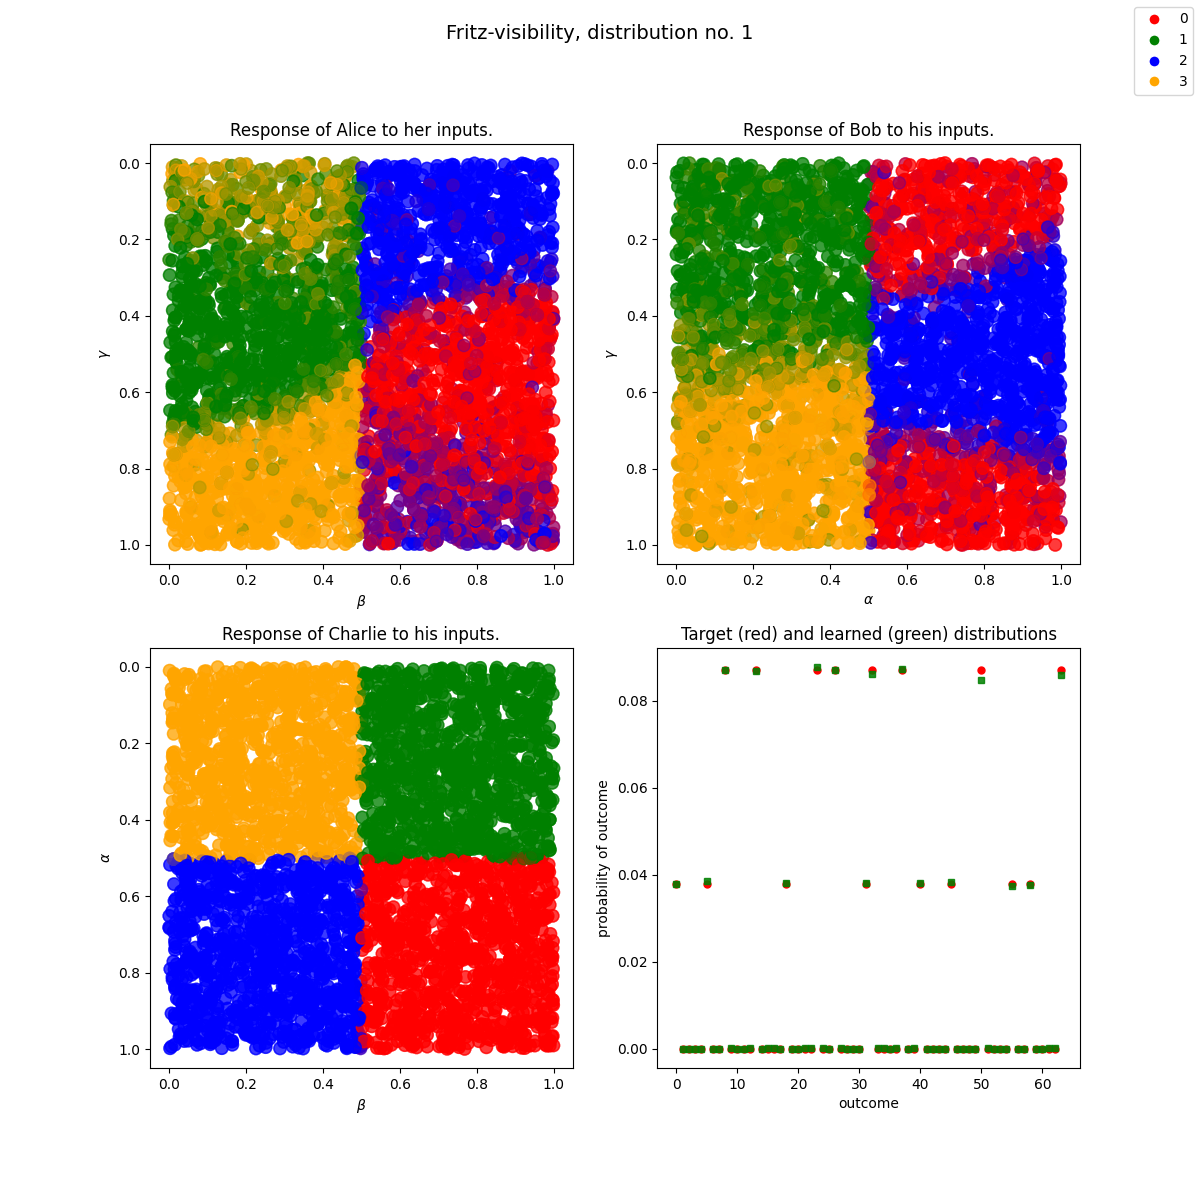 Fritz-visibility, distribution no. 1
0
1
2
3
Response of Alice to her inputs.
0.0
0.2
0.4
0.6
0.8
1.0
γ
0.0 0.2 0.4 0.6 0.8 1.0
β
Response of Bob to his inputs.
0.0
0.2
0.4
0.6
0.8
1.0
γ
0.0 0.2 0.4 0.6 0.8 1.0
α
Response of Charlie to his inputs.
0.0
0.2
0.4
0.6
0.8
1.0
α
0.0 0.2 0.4 0.6 0.8 1.0
β
Target (red) and learned (green) distributions
0.08
0.06
0.04
0.02
0.00
probability of outcome
0 10 20 30 40 50 60
outcome